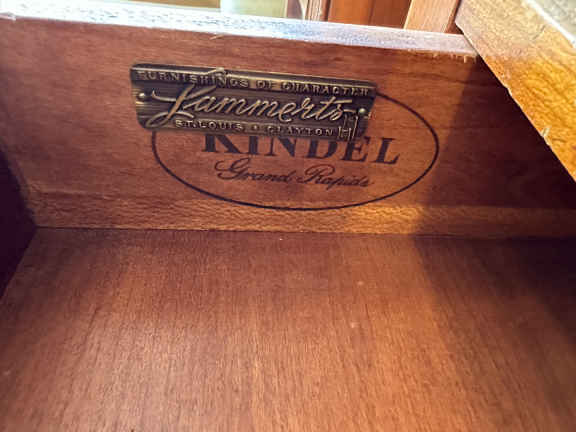 FURNISHINGS OF CHARACTER
Lammerts
ST. LOUIS & CLAYTON
KINDEL
Grand Rapids